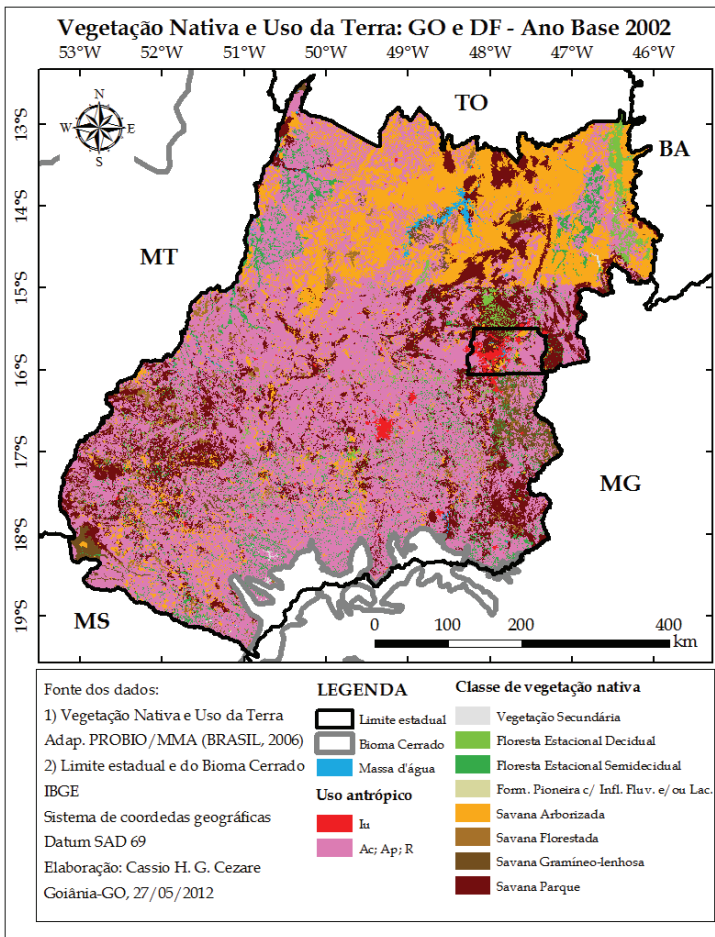 Vegetação Nativa e Uso da Terra: GO e DF - Ano Base 2002
53°W 52°W 51°W 50°W 49°W 48°W 47°W 46°W
N
W E
S
TO
BA
MT
MG
MS
13°S
14°S
15°S
16°S
17°S
18°S
19°S
0 100 200 400
km
Fonte dos dados:
1) Vegetação Nativa e Uso da Terra
Adap. PROBIO/MMA (BRASIL, 2006)
2) Limite estadual e do Bioma Cerrado
IBGE
Sistema de coordedas geográficas
Datum SAD 69
Elaboração: Cassio H. G. Cezare
Goiânia-GO, 27/05/2012
LEGENDA
Limite estadual
Bioma Cerrado
Massa d'água
Uso antrópico
Iu
Ac; Ap; R
Classe de vegetação nativa
Vegetação Secundária
Floresta Estacional Decidual
Floresta Estacional Semidecidual
Form. Pioneira c/ Infl. Fluv. e/ou Lac.
Savana Arborizada
Savana Florestada
Savana Gramíneo-lenhosa
Savana Parque